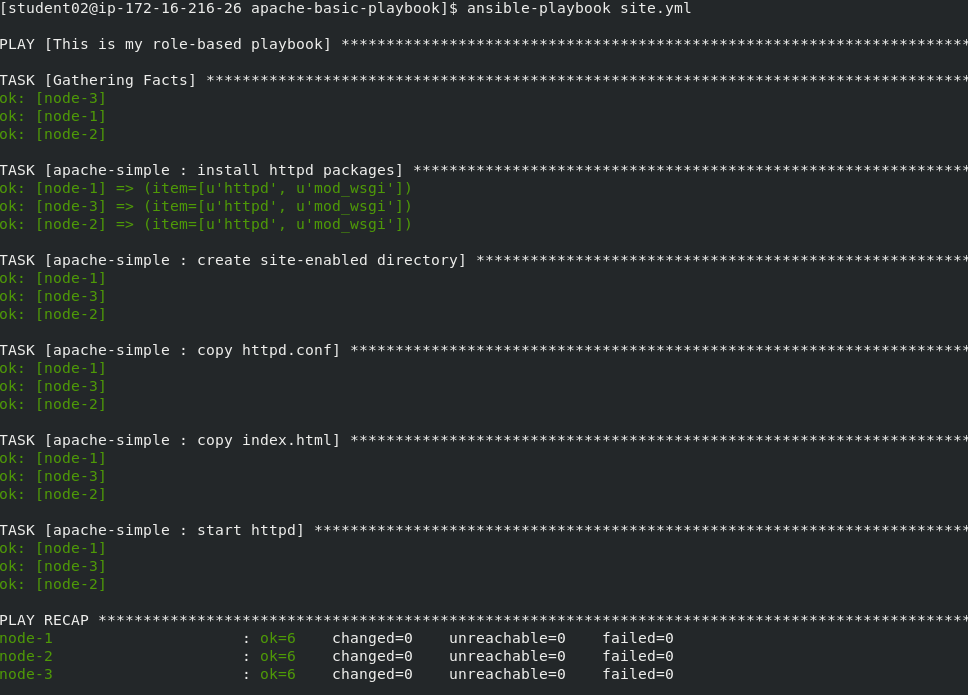 [student02@ip-172-16-216-26 apache-basic-playbook]$ ansible-playbook site.yml
PLAY [This is my role-based playbook] **********************************************************************
TASK [Gathering Facts] *************************************************************************************
ok: [node-3]
ok: [node-1]
ok: [node-2]
TASK [apache-simple : install httpd packages] **************************************************************
ok: [node-1] => (item=[u'httpd', u'mod_wsgi'])
ok: [node-3] => (item=[u'httpd', u'mod_wsgi'])
ok: [node-2] => (item=[u'httpd', u'mod_wsgi'])
TASK [apache-simple : create site-enabled directory] *******************************************************
ok: [node-1]
ok: [node-3]
ok: [node-2]
TASK [apache-simple : copy httpd.conf] *********************************************************************
ok: [node-1]
ok: [node-3]
ok: [node-2]
TASK [apache-simple : copy index.html] *********************************************************************
ok: [node-1]
ok: [node-3]
ok: [node-2]
TASK [apache-simple : start httpd] *************************************************************************
ok: [node-1]
ok: [node-3]
ok: [node-2]
PLAY RECAP *************************************************************************************************
node-1                     : ok=6    changed=0    unreachable=0    failed=0
node-2                     : ok=6    changed=0    unreachable=0    failed=0
node-3                     : ok=6    changed=0    unreachable=0    failed=0